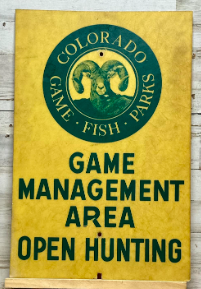 COLORADO
GAME · FISH · PARKS
GAME
MANAGEMENT
AREA
OPEN HUNTING